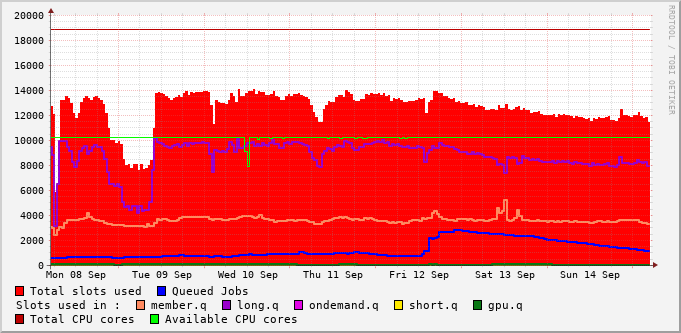 20000
18000
16000
14000
12000
10000
8000
6000
4000
2000
0
Mon 08 Sep Tue 09 Sep Wed 10 Sep Thu 11 Sep Fri 12 Sep Sat 13 Sep Sun 14 Sep
Total slots used Queued Jobs
Slots used in : member.q long.q ondemand.q short.q gpu.q
Total CPU cores Available CPU cores
RRDTOOL / TOBI OETIKER